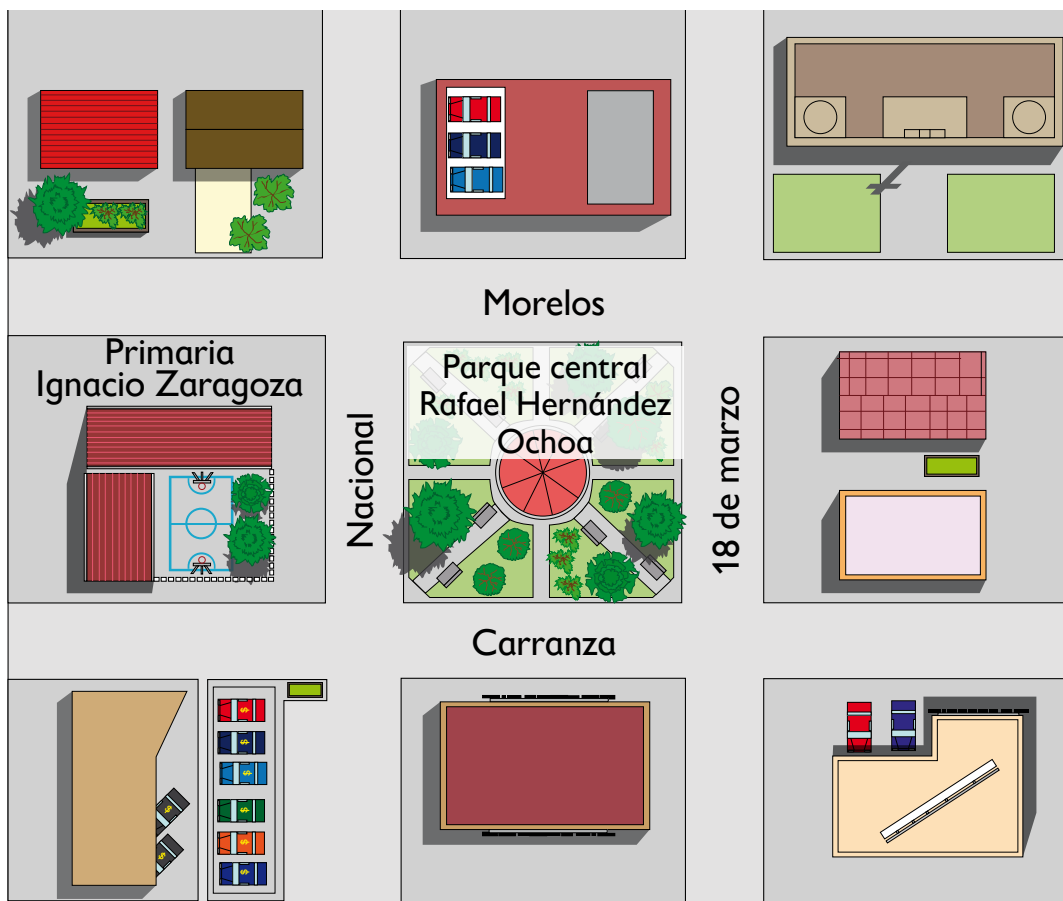 Morelos
Primaria
Ignacio Zaragoza
Parque central
Rafael Hernández
Ochoa
Nacional
18 de marzo
Carranza
$
$
$
$
$
$
$
$